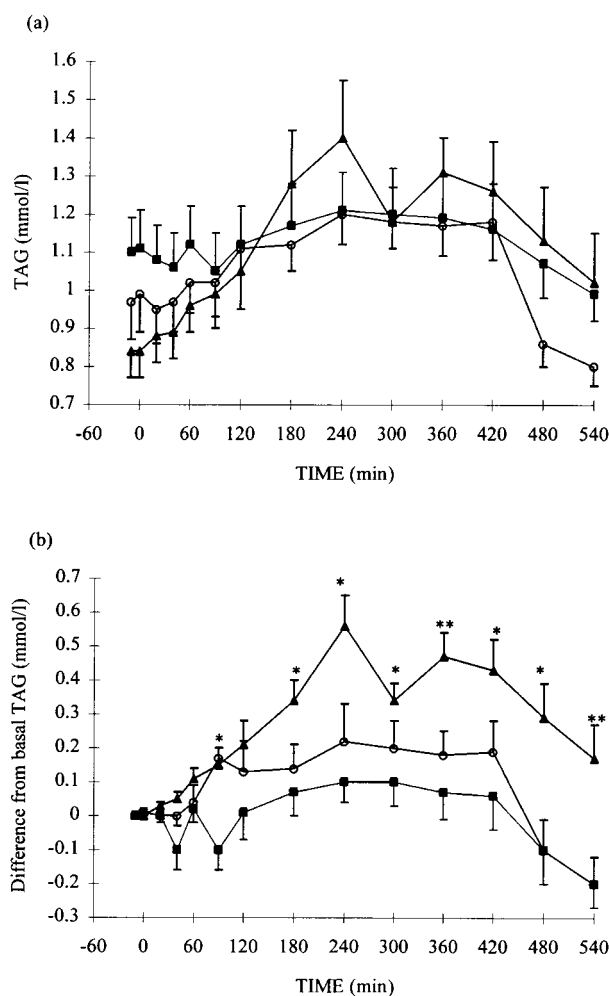 (a)
1.6
1.5
1.4
1.3
1.2
1.1
1
0.9
0.8
0.7
TAG (mmol/l)
-60 0 60 120 180 240 300 360 420 480 540
TIME (min)
(b)
0.7
0.6
0.5
0.4
0.3
0.2
0.1
0
-0.1
-0.2
-0.3
Difference from basal TAG (mmol/l)
* * * * ** * * **
-60 0 60 120 180 240 300 360 420 480 540
TIME (min)